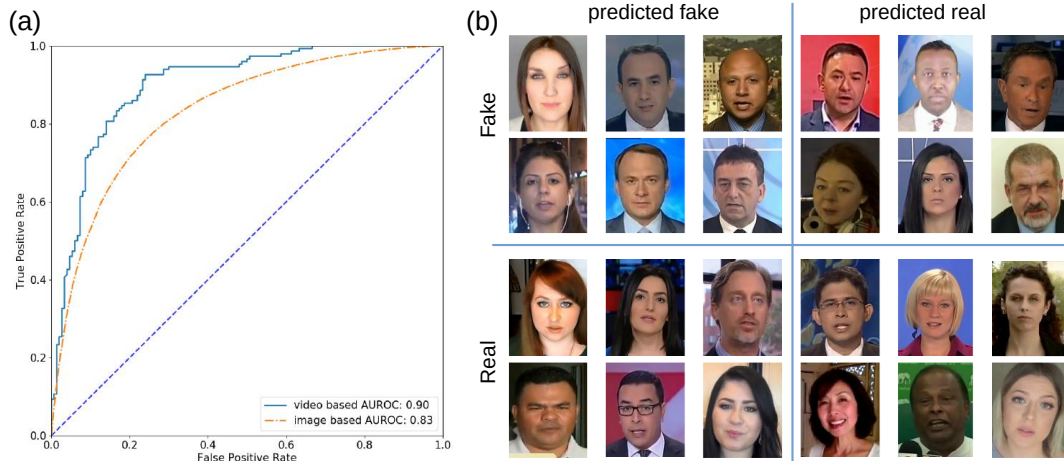 (a)
1.0
0.8
0.6
0.4
0.2
0.0
0.0 0.2 0.4 0.6 0.8 1.0
True Positive Rate
False Positive Rate
video based AUROC: 0.90
image based AUROC: 0.83
(b)
predicted fake
predicted real
Fake
Real